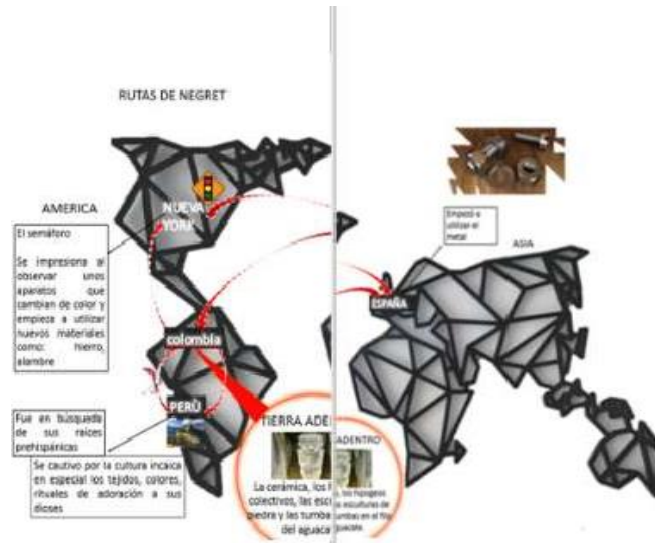 RUTAS DE NEGRET
AMERICA
El semáforo
Se impresiona al
observar unos
aparatos que
cambian de color y
empieza a utilizar
nuevos materiales
como: hierro,
alambre
NUEVA
YORK
colombia
PERÙ
Fue en búsqueda
de sus raíces
prehispánicas
Se cautivo por la cultura incaica
en especial los tejidos, colores,
rituales de adoración a sus
dioses
TIERRA ADE
La cerámica, los
colectivos, las esc
piedra y las tumba
del aguaca
Empezó a
utilizar el
metal
ASIA
ESPAÑA
ADENTRO
los hipogeos
esculturas de
tumbas en el filo